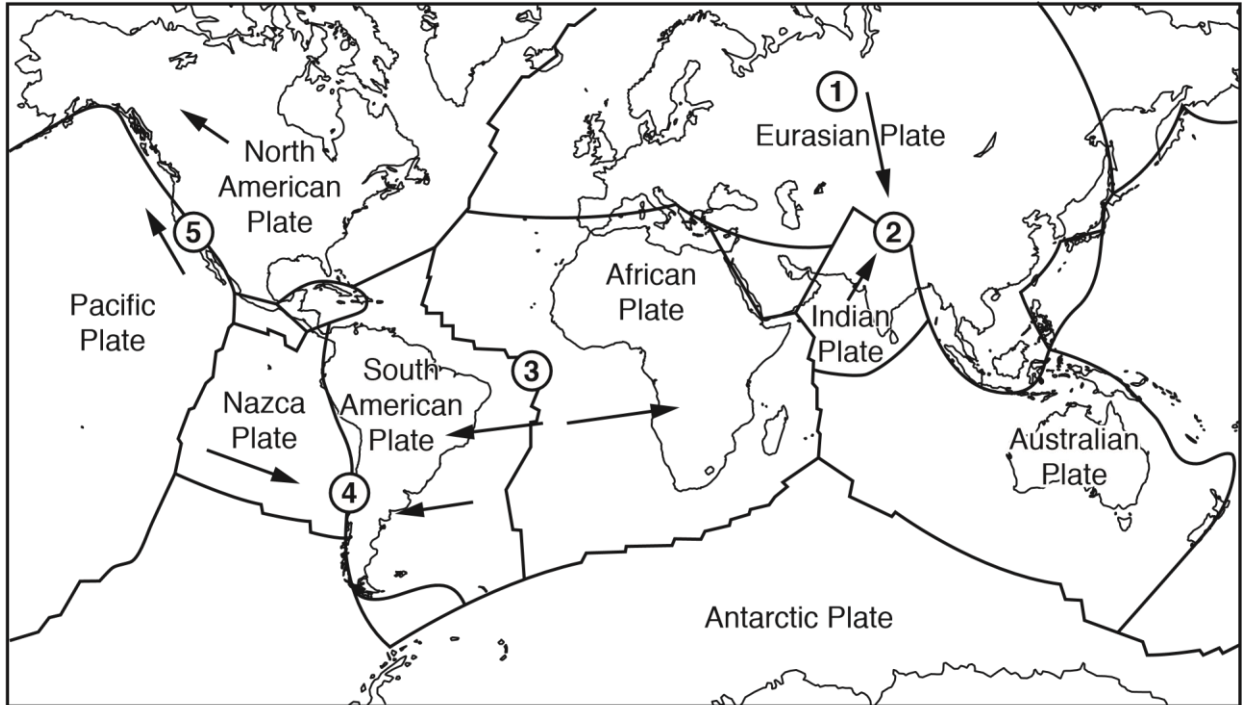 1
Eurasian Plate
North
American
Plate
5
2
African
Plate
Pacific
Plate
Indian
Plate
3
South
American
Plate
Nazca
Plate
Australian
Plate
4
Antarctic Plate